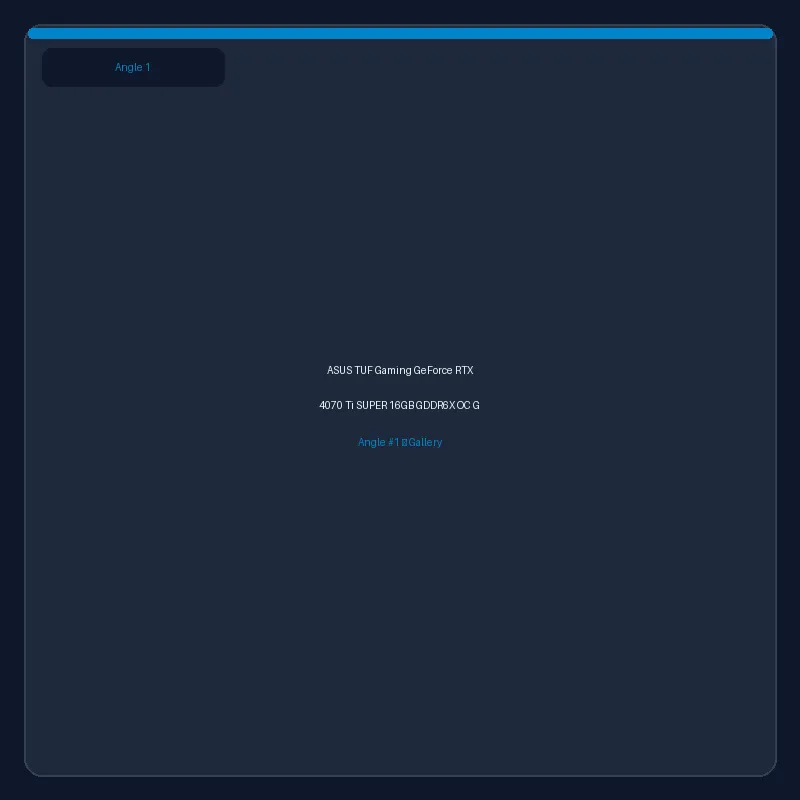 Angle 1
ASUS TUF Gaming GeForce RTX
4070 Ti SUPER 16GB GDDR6X OC G
Angle #1 Gallery